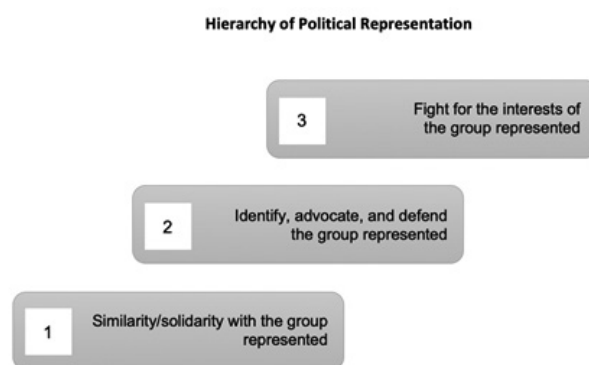 Hierarchy of Political Representation
3
Fight for the interests of
the group represented
2
Identify, advocate, and defend
the group represented
1
Similarity/solidarity with the group
represented